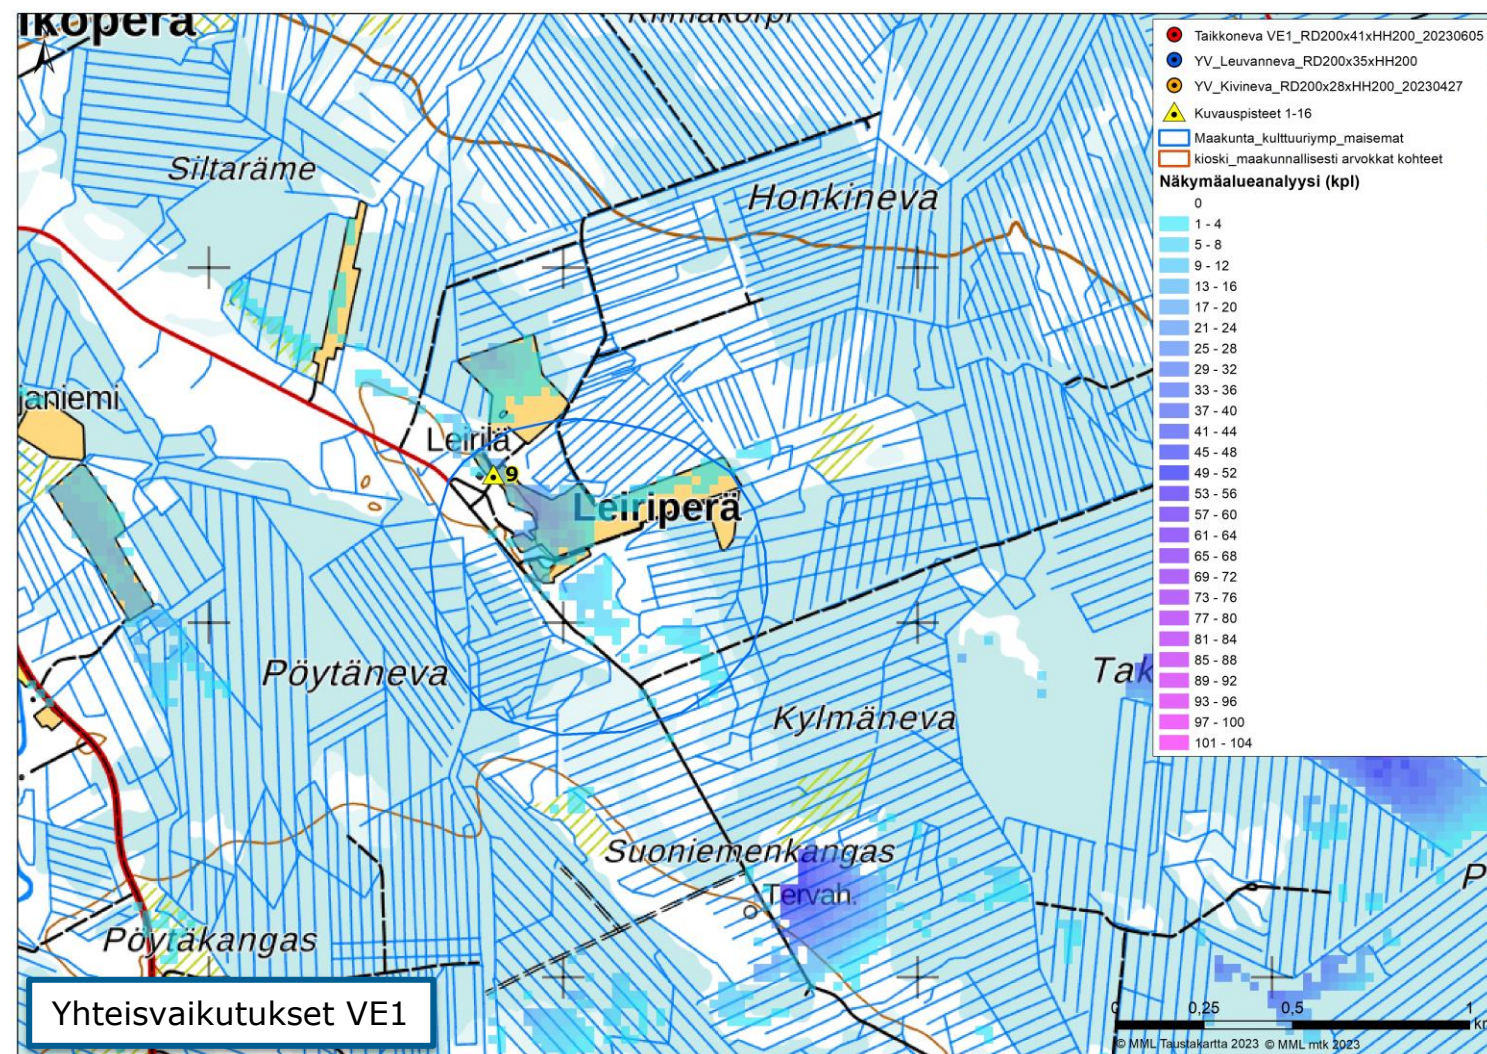 ikoperä
Kiimakorpi
Siltaräme
Honkineva
janiemi
Leirilä
9
Leiriperä
Pöytäneva
Tak
Kylmäneva
Suoniemenkangas
Tervah.
P
Pöytäkangas
Taikkoneva VE1_RD200x41xHH200_20230605
YV_Leuvanneva_RD200x35xHH200
YV_Kivineva_RD200x28xHH200_20230427
Kuvauspisteet 1-16
Maakunta_kulttuuriymp_maisemat
kioski_maakunnallisesti arvokkat kohteet
Näkymäalueanalyysi (kpl)
0
1 - 4
5 - 8
9 - 12
13 - 16
17 - 20
21 - 24
25 - 28
29 - 32
33 - 36
37 - 40
41 - 44
45 - 48
49 - 52
53 - 56
57 - 60
61 - 64
65 - 68
69 - 72
73 - 76
77 - 80
81 - 84
85 - 88
89 - 92
93 - 96
97 - 100
101 - 104
Yhteisvaikutukset VE1
0 0,25 0,5 1
km
© MML Taustakartta 2023 © MML mtk 2023